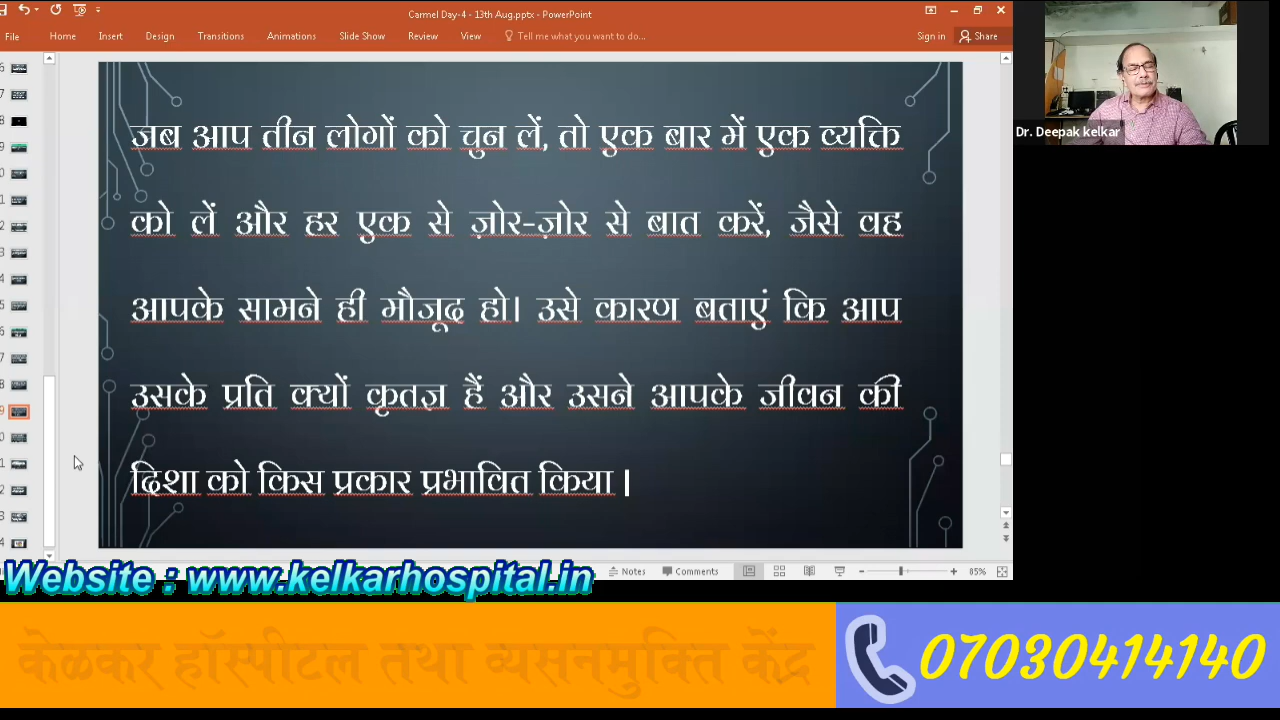 Carmel Day-4 - 13th Aug.pptx - PowerPoint
File Home Insert Design Transitions Animations Slide Show Review View Tell me what you want to do... Sign in Share
जब आप तीन लोगों को चुन लें, तो एक बार में एक व्यक्ति
को लें और हर एक से ज़ोर-ज़ोर से बात करें, जैसे वह
आपके सामने ही मौजूद हो। उसे कारण बताएं कि आप
उसके प्रति क्यों कृतज्ञ हैं और उसने आपके जीवन की
दिशा को किस प्रकार प्रभावित किया ।
Dr. Deepak kelkar
Notes Comments 85%
Website : www.kelkarhospital.in
केळकर हॉस्पीटल तथा व्यसनमुक्ति केंद्र
07030414140